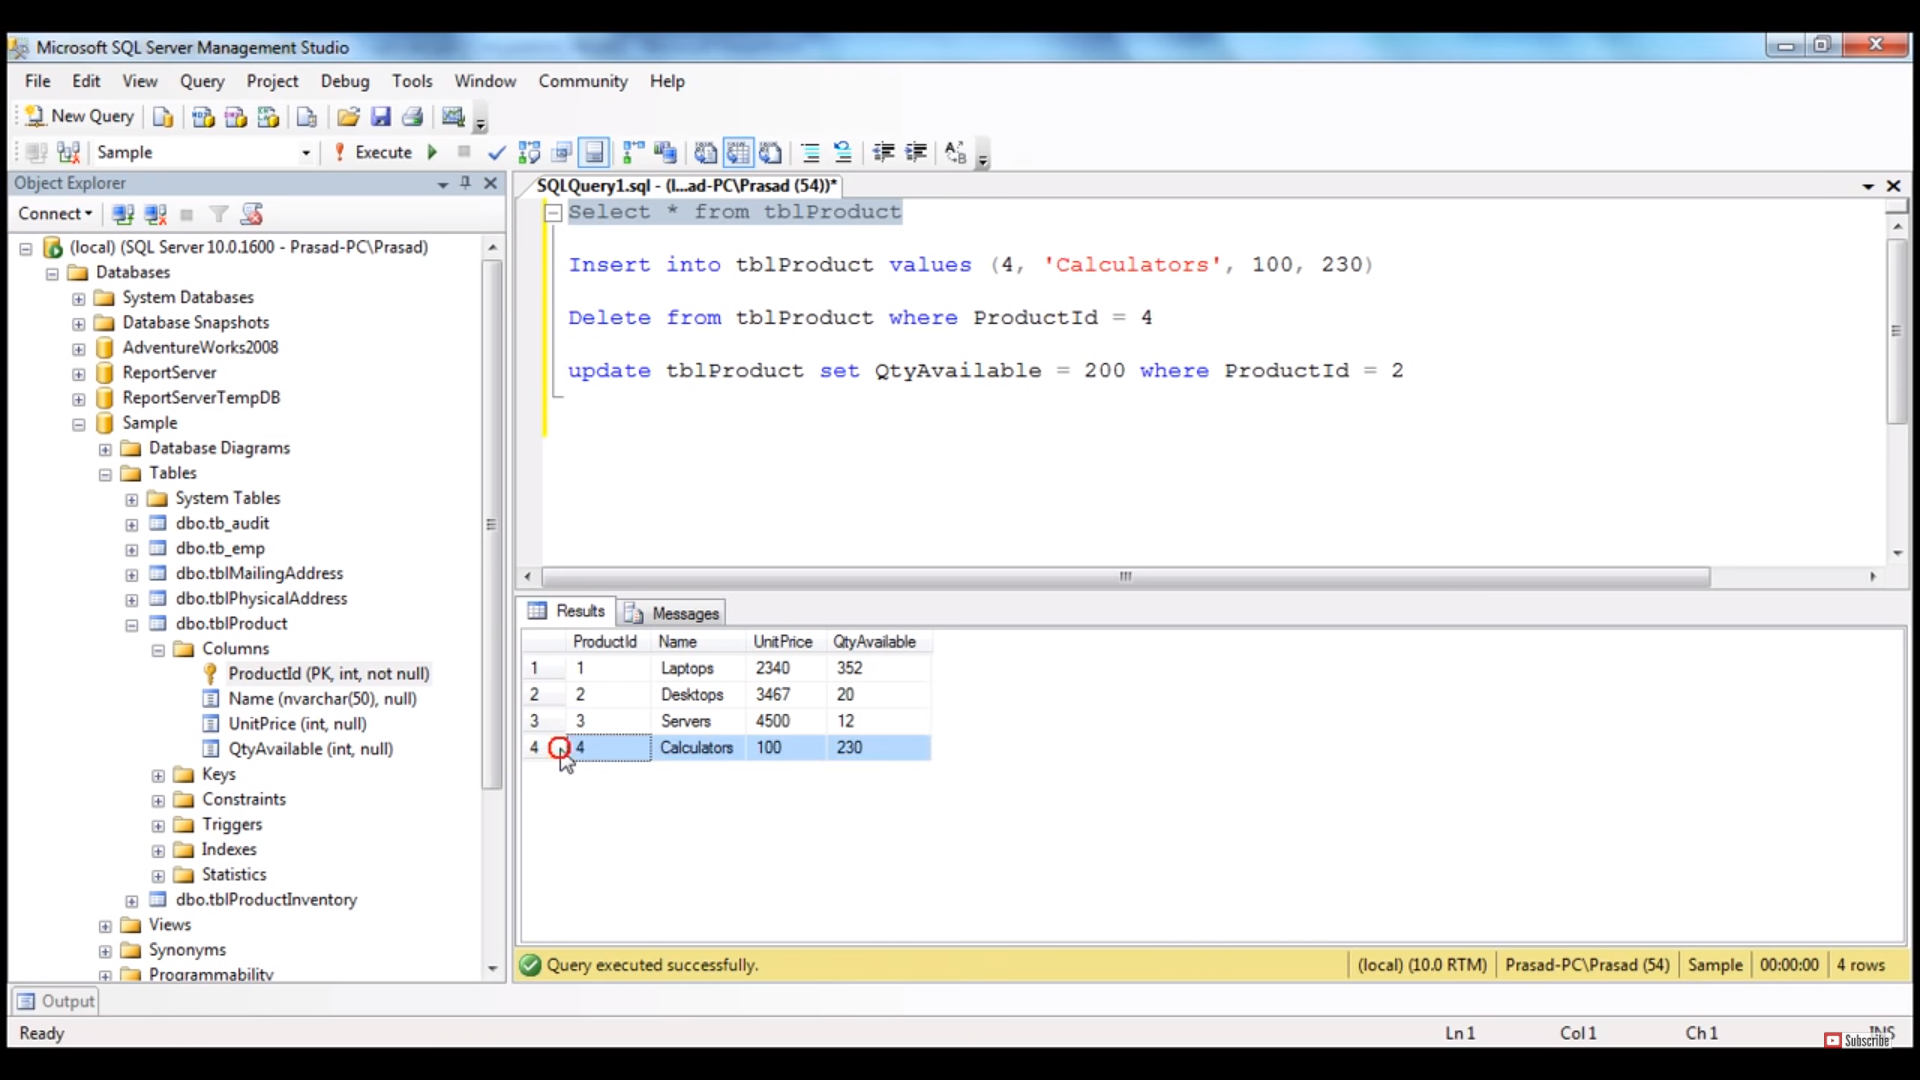 Microsoft SQL Server Management Studio
File Edit View Query Project Debug Tools Window Community Help
New Query
Sample Execute
Object Explorer
Connect
(local) (SQL Server 10.0.1600 - Prasad-PC\Prasad)
Databases
System Databases
Database Snapshots
AdventureWorks2008
ReportServer
ReportServerTempDB
Sample
Database Diagrams
Tables
System Tables
dbo.tb_audit
dbo.tb_emp
dbo.tblMailingAddress
dbo.tblPhysicalAddress
dbo.tblProduct
Columns
ProductId (PK, int, not null)
Name (nvarchar(50), null)
UnitPrice (int, null)
QtyAvailable (int, null)
Keys
Constraints
Triggers
Indexes
Statistics
dbo.tblProductInventory
Views
Synonyms
Programmability
SQLQuery1.sql - (l...ad-PC\Prasad (54))*
Select * from tblProduct
Insert into tblProduct values (4, 'Calculators', 100, 230)
Delete from tblProduct where ProductId = 4
update tblProduct set QtyAvailable = 200 where ProductId = 2
Results Messages
ProductId Name UnitPrice QtyAvailable
1 1 Laptops 2340 352
2 2 Desktops 3467 20
3 3 Servers 4500 12
4 4 Calculators 100 230
Query executed successfully. (local) (10.0 RTM) Prasad-PC\Prasad (54) Sample 00:00:00 4 rows
Output
Ready Ln 1 Col 1 Ch 1 INS
Subscribe